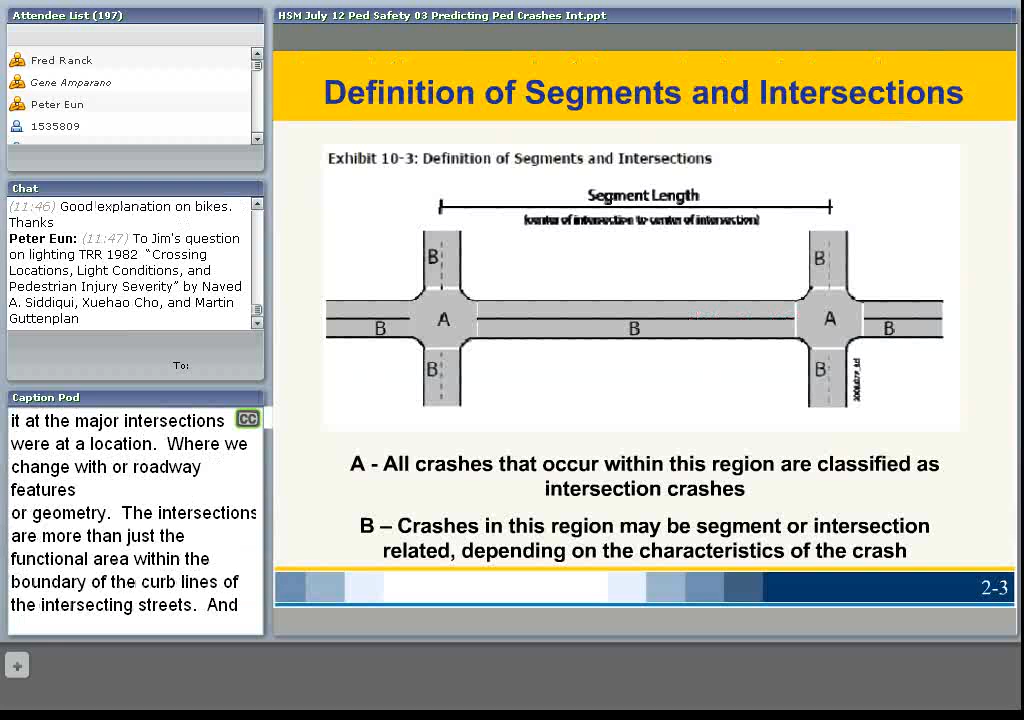 Attendee List (197)
Fred Ranck
Gene Amparano
Peter Eun
1535809
Chat
(11:46) Good explanation on bikes.
Thanks
Peter Eun: (11:47) To Jim's question
on lighting TRR 1982 “Crossing
Locations, Light Conditions, and
Pedestrian Injury Severity” by Naved
A. Siddiqui, Xuehao Cho, and Martin
Guttenplan
To:
Caption Pod
it at the major intersections
CC
were at a location. Where we
change with or roadway
features
or geometry. The intersections
are more than just the
functional area within the
boundary of the curb lines of
the intersecting streets. And
HSM July 12 Ped Safety 03 Predicting Ped Crashes Int.ppt
Definition of Segments and Intersections
Exhibit 10-3: Definition of Segments and Intersections
Segment Length
(center of intersection to center of intersection)
B B
A A
B B B
B B
A - All crashes that occur within this region are classified as
intersection crashes
B – Crashes in this region may be segment or intersection
related, depending on the characteristics of the crash
2-3